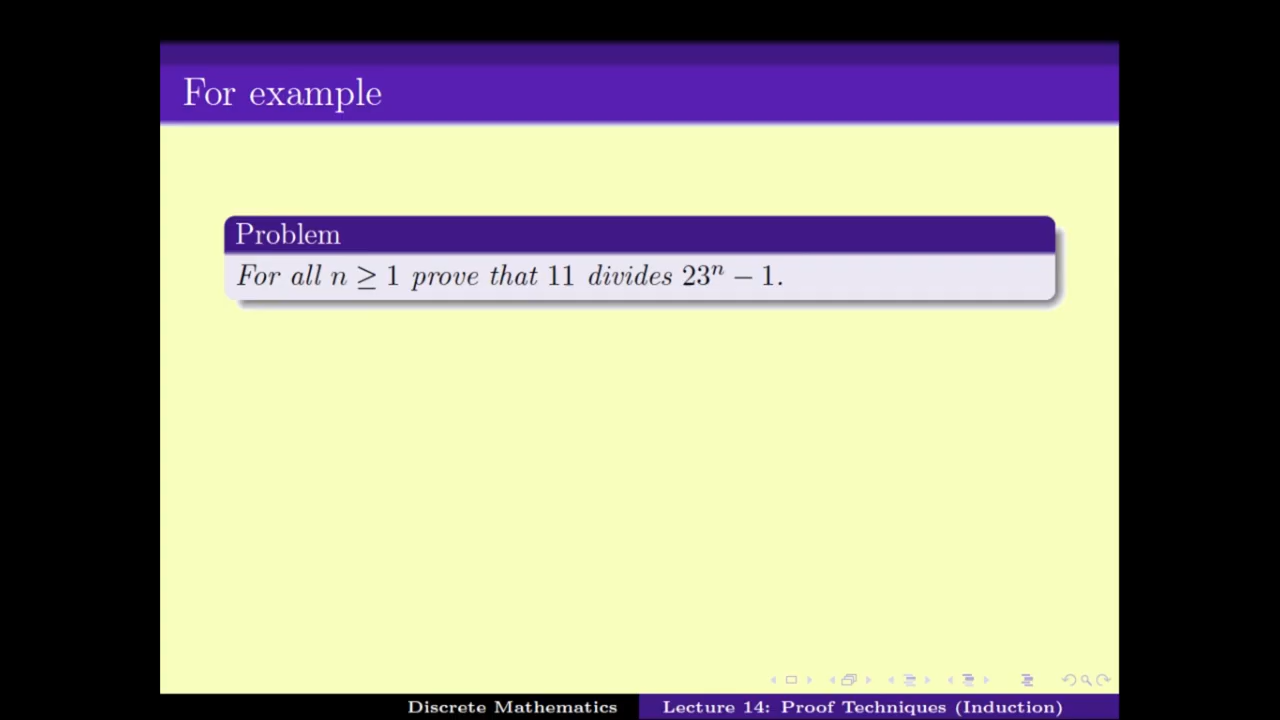 For example
Problem
For all n ≥ 1 prove that 11 divides 23ⁿ − 1.
Discrete Mathematics
Lecture 14: Proof Techniques (Induction)